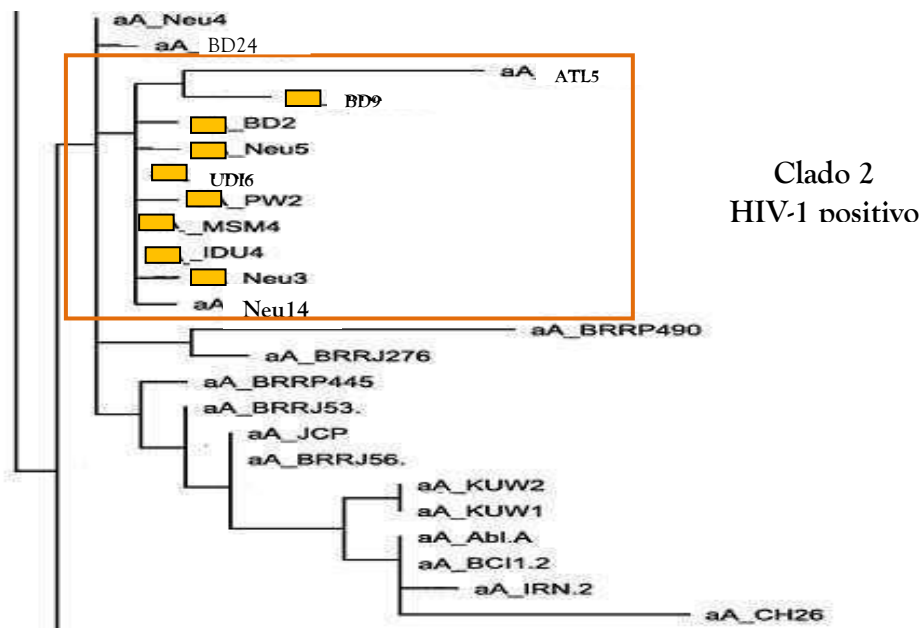 aA_Neu4
aA_ BD24
aA ATL5
BD9
_BD2
_Neu5
UDI6
_PW2
_MSM4
_IDU4
Neu3
aA Neu14
aA_BRRP490
aA_BRRJ276
aA_BRRP445
aA_BRRJ53.
aA_JCP
aA_BRRJ56.
aA_KUW2
aA_KUW1
aA_AbI.A
aA_BCI1.2
aA_IRN.2
aA_CH26
Clado 2
HIV-1 positivo